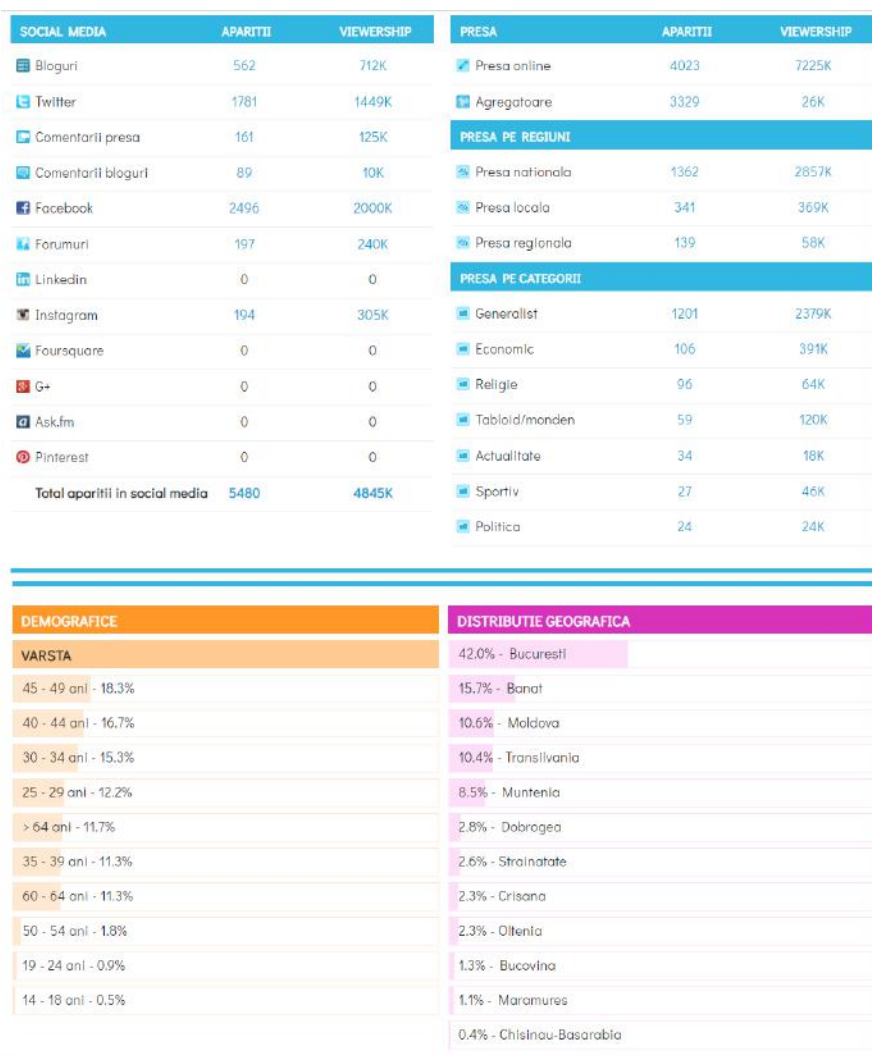 SOCIAL MEDIA APARITII VIEWERSHIP
Bloguri 562 712K
Twitter 1781 1449K
Comentarii presa 161 125K
Comentarii bloguri 89 10K
Facebook 2496 2000K
Forumuri 197 240K
Linkedin 0 0
Instagram 194 305K
Foursquare 0 0
G+ 0 0
Ask.fm 0 0
Pinterest 0 0
Total aparitii in social media 5480 4845K
PRESA APARITII VIEWERSHIP
Presa online 4023 7225K
Agregatoare 3329 26K
PRESA PE REGIUNI
Presa nationala 1362 2857K
Presa locala 341 369K
Presa regionala 139 58K
PRESA PE CATEGORII
Generalist 1201 2379K
Economic 106 391K
Religie 96 64K
Tabloid/monden 59 120K
Actualitate 34 18K
Sportiv 27 46K
Politica 24 24K
DEMOGRAFICE
VARSTA
45 - 49 ani - 18.3%
40 - 44 ani - 16.7%
30 - 34 ani - 15.3%
25 - 29 ani - 12.2%
> 64 ani - 11.7%
35 - 39 ani - 11.3%
60 - 64 ani - 11.3%
50 - 54 ani - 1.8%
19 - 24 ani - 0.9%
14 - 18 ani - 0.5%
DISTRIBUTIE GEOGRAFICA
42.0% - Bucuresti
15.7% - Banat
10.6% - Moldova
10.4% - Transilvania
8.5% - Muntenia
2.8% - Dobrogea
2.6% - Strainatate
2.3% - Crisana
2.3% - Oltenia
1.3% - Bucovina
1.1% - Maramures
0.4% - Chisinau-Basarabia